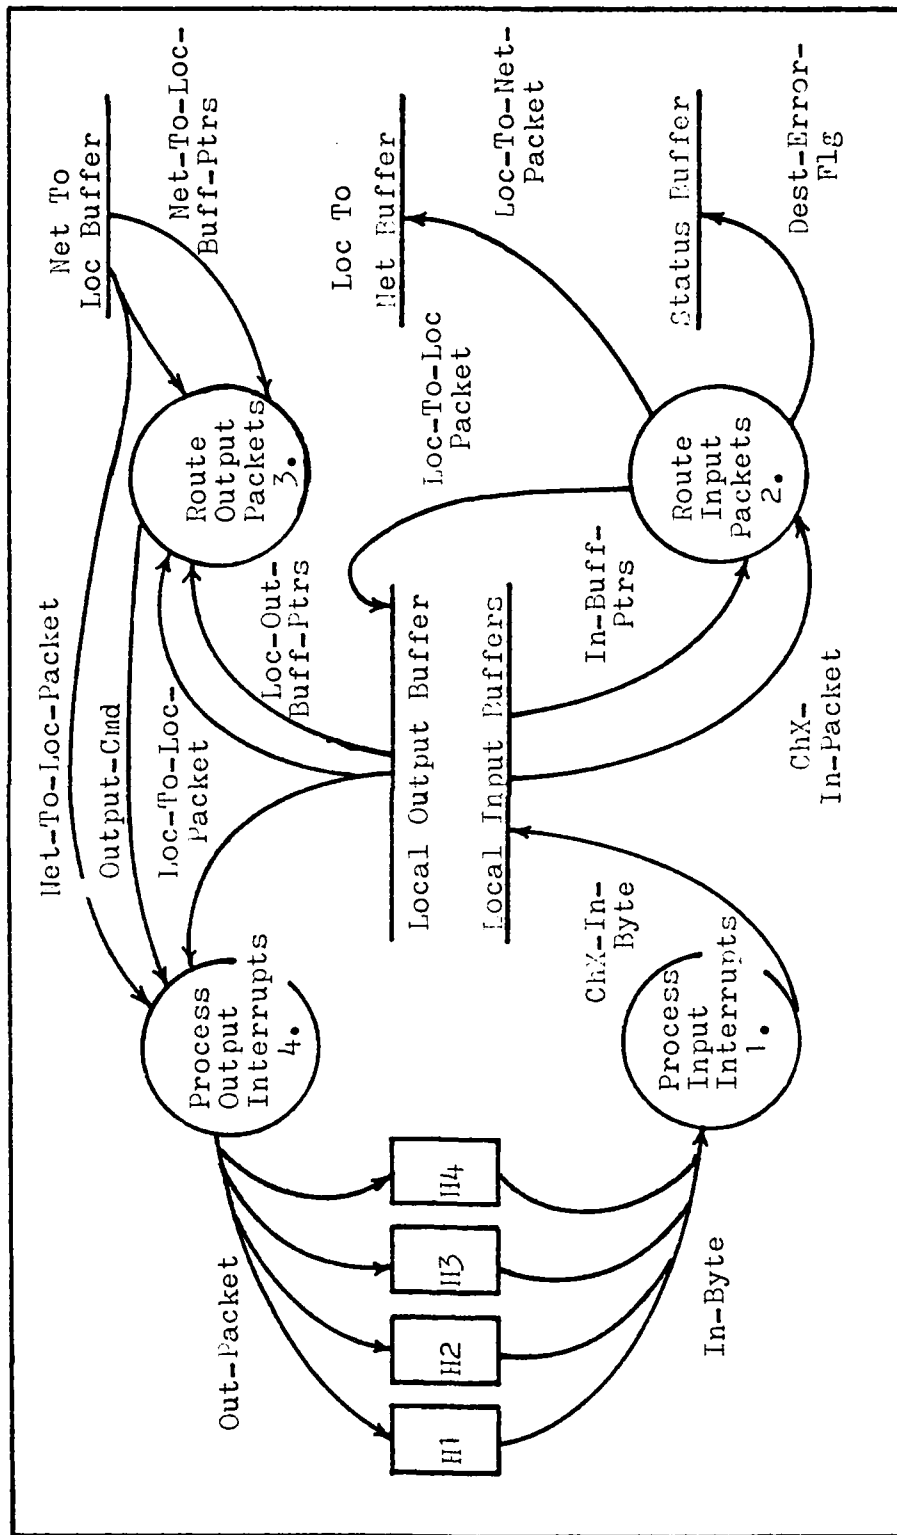 Out-Packet
Net-To-Loc-Packet
Output-Cmd
Loc-To-Loc-
Packet
Process
Output
Interrupts
4.
Route
Output
Packets
3.
Net To
Loc Buffer
Net-To-Loc-
Buff-Ptrs
Loc-Out-
Buff-Ptrs
H1
H2
H3
H4
Local Output Buffer
Local Input Buffers
Loc-To-Loc
Packet
Loc To
Net Buffer
Loc-To-Net-
Packet
In-Byte
Process
Input
Interrupts
1.
ChX-In-
Byte
In-Buff-
Ptrs
ChX-
In-Packet
Route
Input
Packets
2.
Status Buffer
Dest-Error-
Flg